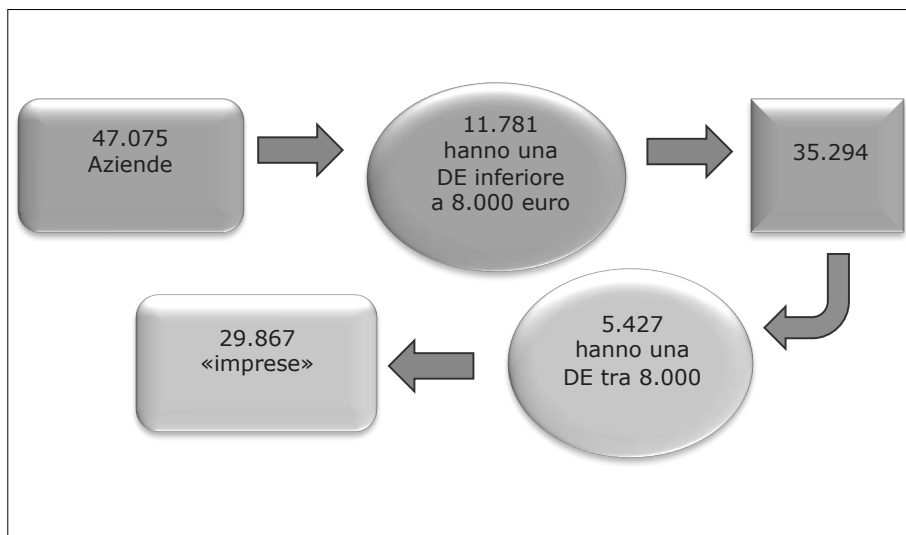 47.075
Aziende
11.781
hanno una
DE inferiore
a 8.000 euro
35.294
5.427
hanno una
DE tra 8.000
29.867
«imprese»